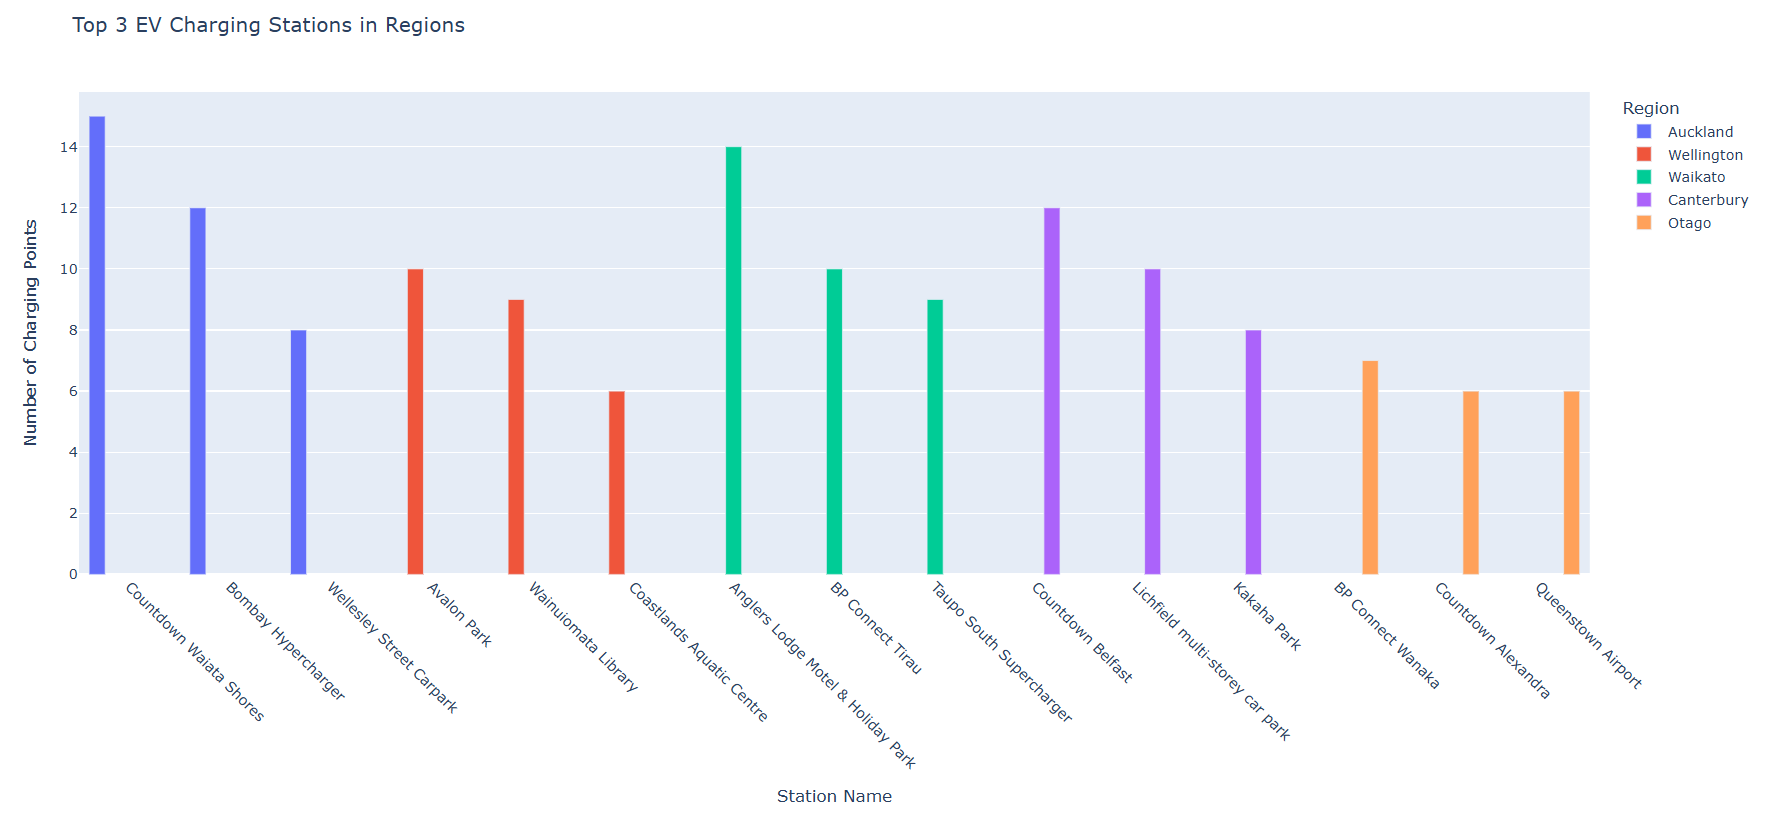 Top 3 EV Charging Stations in Regions
Number of Charging Points
14
12
10
8
6
4
2
0
Countdown Waiata Shores
Bombay Hypercharger
Wellesley Street Carpark
Avalon Park
Wainuiomata Library
Coastlands Aquatic Centre
Anglers Lodge Motel & Holiday Park
BP Connect Tirau
Taupo South Supercharger
Countdown Belfast
Lichfield multi-storey car park
Kakaha Park
BP Connect Wanaka
Countdown Alexandra
Queenstown Airport
Station Name
Region
Auckland
Wellington
Waikato
Canterbury
Otago